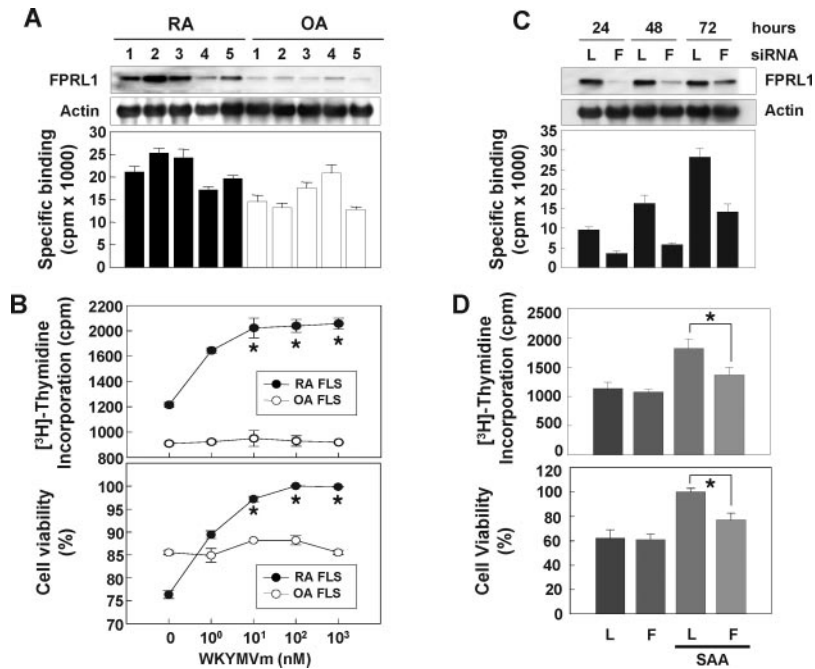 A
RA OA
1 2 3 4 5 1 2 3 4 5
FPRL1
Actin
Specific binding
(cpm x 1000)
30
25
20
15
10
5
0
B
[³H]-Thymidine
Incorporation (cpm)
2200
2000
1600
1200
1000
800
* * *
RA FLS
OA FLS
Cell viability
(%)
100
95
90
85
80
75
70
* * *
RA FLS
OA FLS
0 10⁰ 10¹ 10² 10³
WKYMVm (nM)
C
24 48 72 hours
L F L F L F siRNA
FPRL1
Actin
Specific binding
(cpm x 1000)
35
30
25
20
15
10
5
0
D
[³H]-Thymidine
Incorporation (cpm)
2500
2000
1500
1000
500
0
*
Cell Viability
(%)
120
100
80
60
40
20
0
*
L F L F
SAA